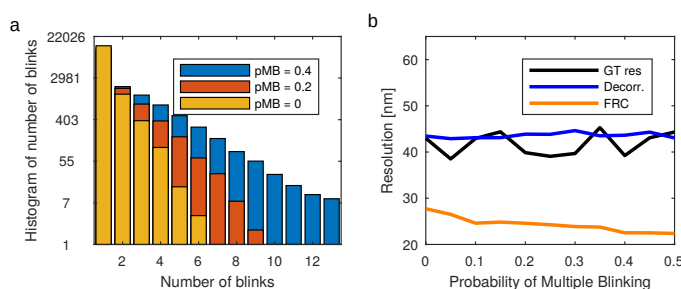 a
Histogram of number of blinks
22026
2981
403
55
7
1
2 4 6 8 10 12
Number of blinks
pMB = 0.4
pMB = 0.2
pMB = 0
b
Resolution [nm]
60
50
40
30
20
0 0.1 0.2 0.3 0.4 0.5
Probability of Multiple Blinking
GT res
Decorr.
FRC